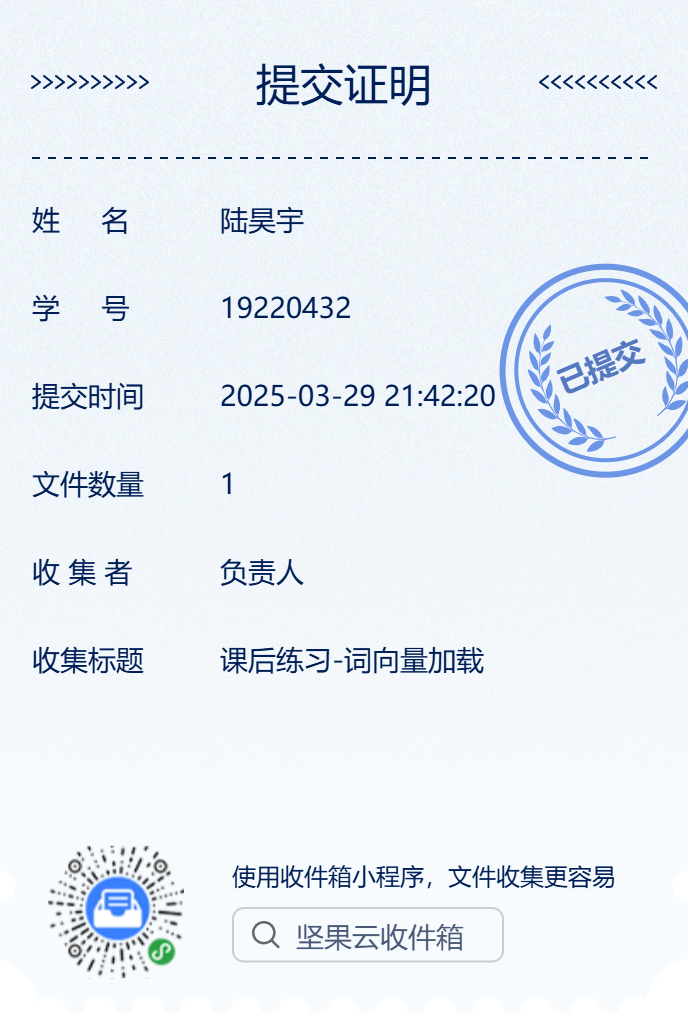 >>>>>>>>>> 提交证明 <<<<<<<<<<
姓 名 陆昊宇
学 号 19220432
提交时间 2025-03-29 21:42:20
已提交
文件数量 1
收 集 者 负责人
收集标题 课后练习-词向量加载
使用收件箱小程序，文件收集更容易
坚果云收件箱